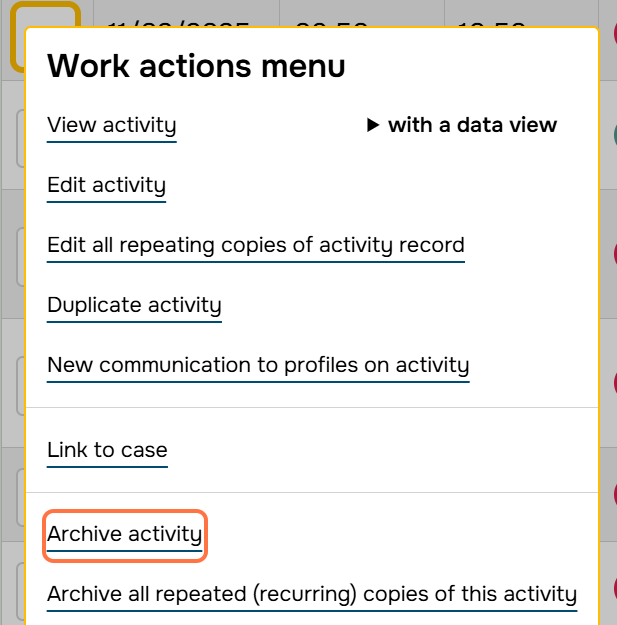 Work actions menu
View activity
▶ with a data view
Edit activity
Edit all repeating copies of activity record
Duplicate activity
New communication to profiles on activity
Link to case
Archive activity
Archive all repeated (recurring) copies of this activity